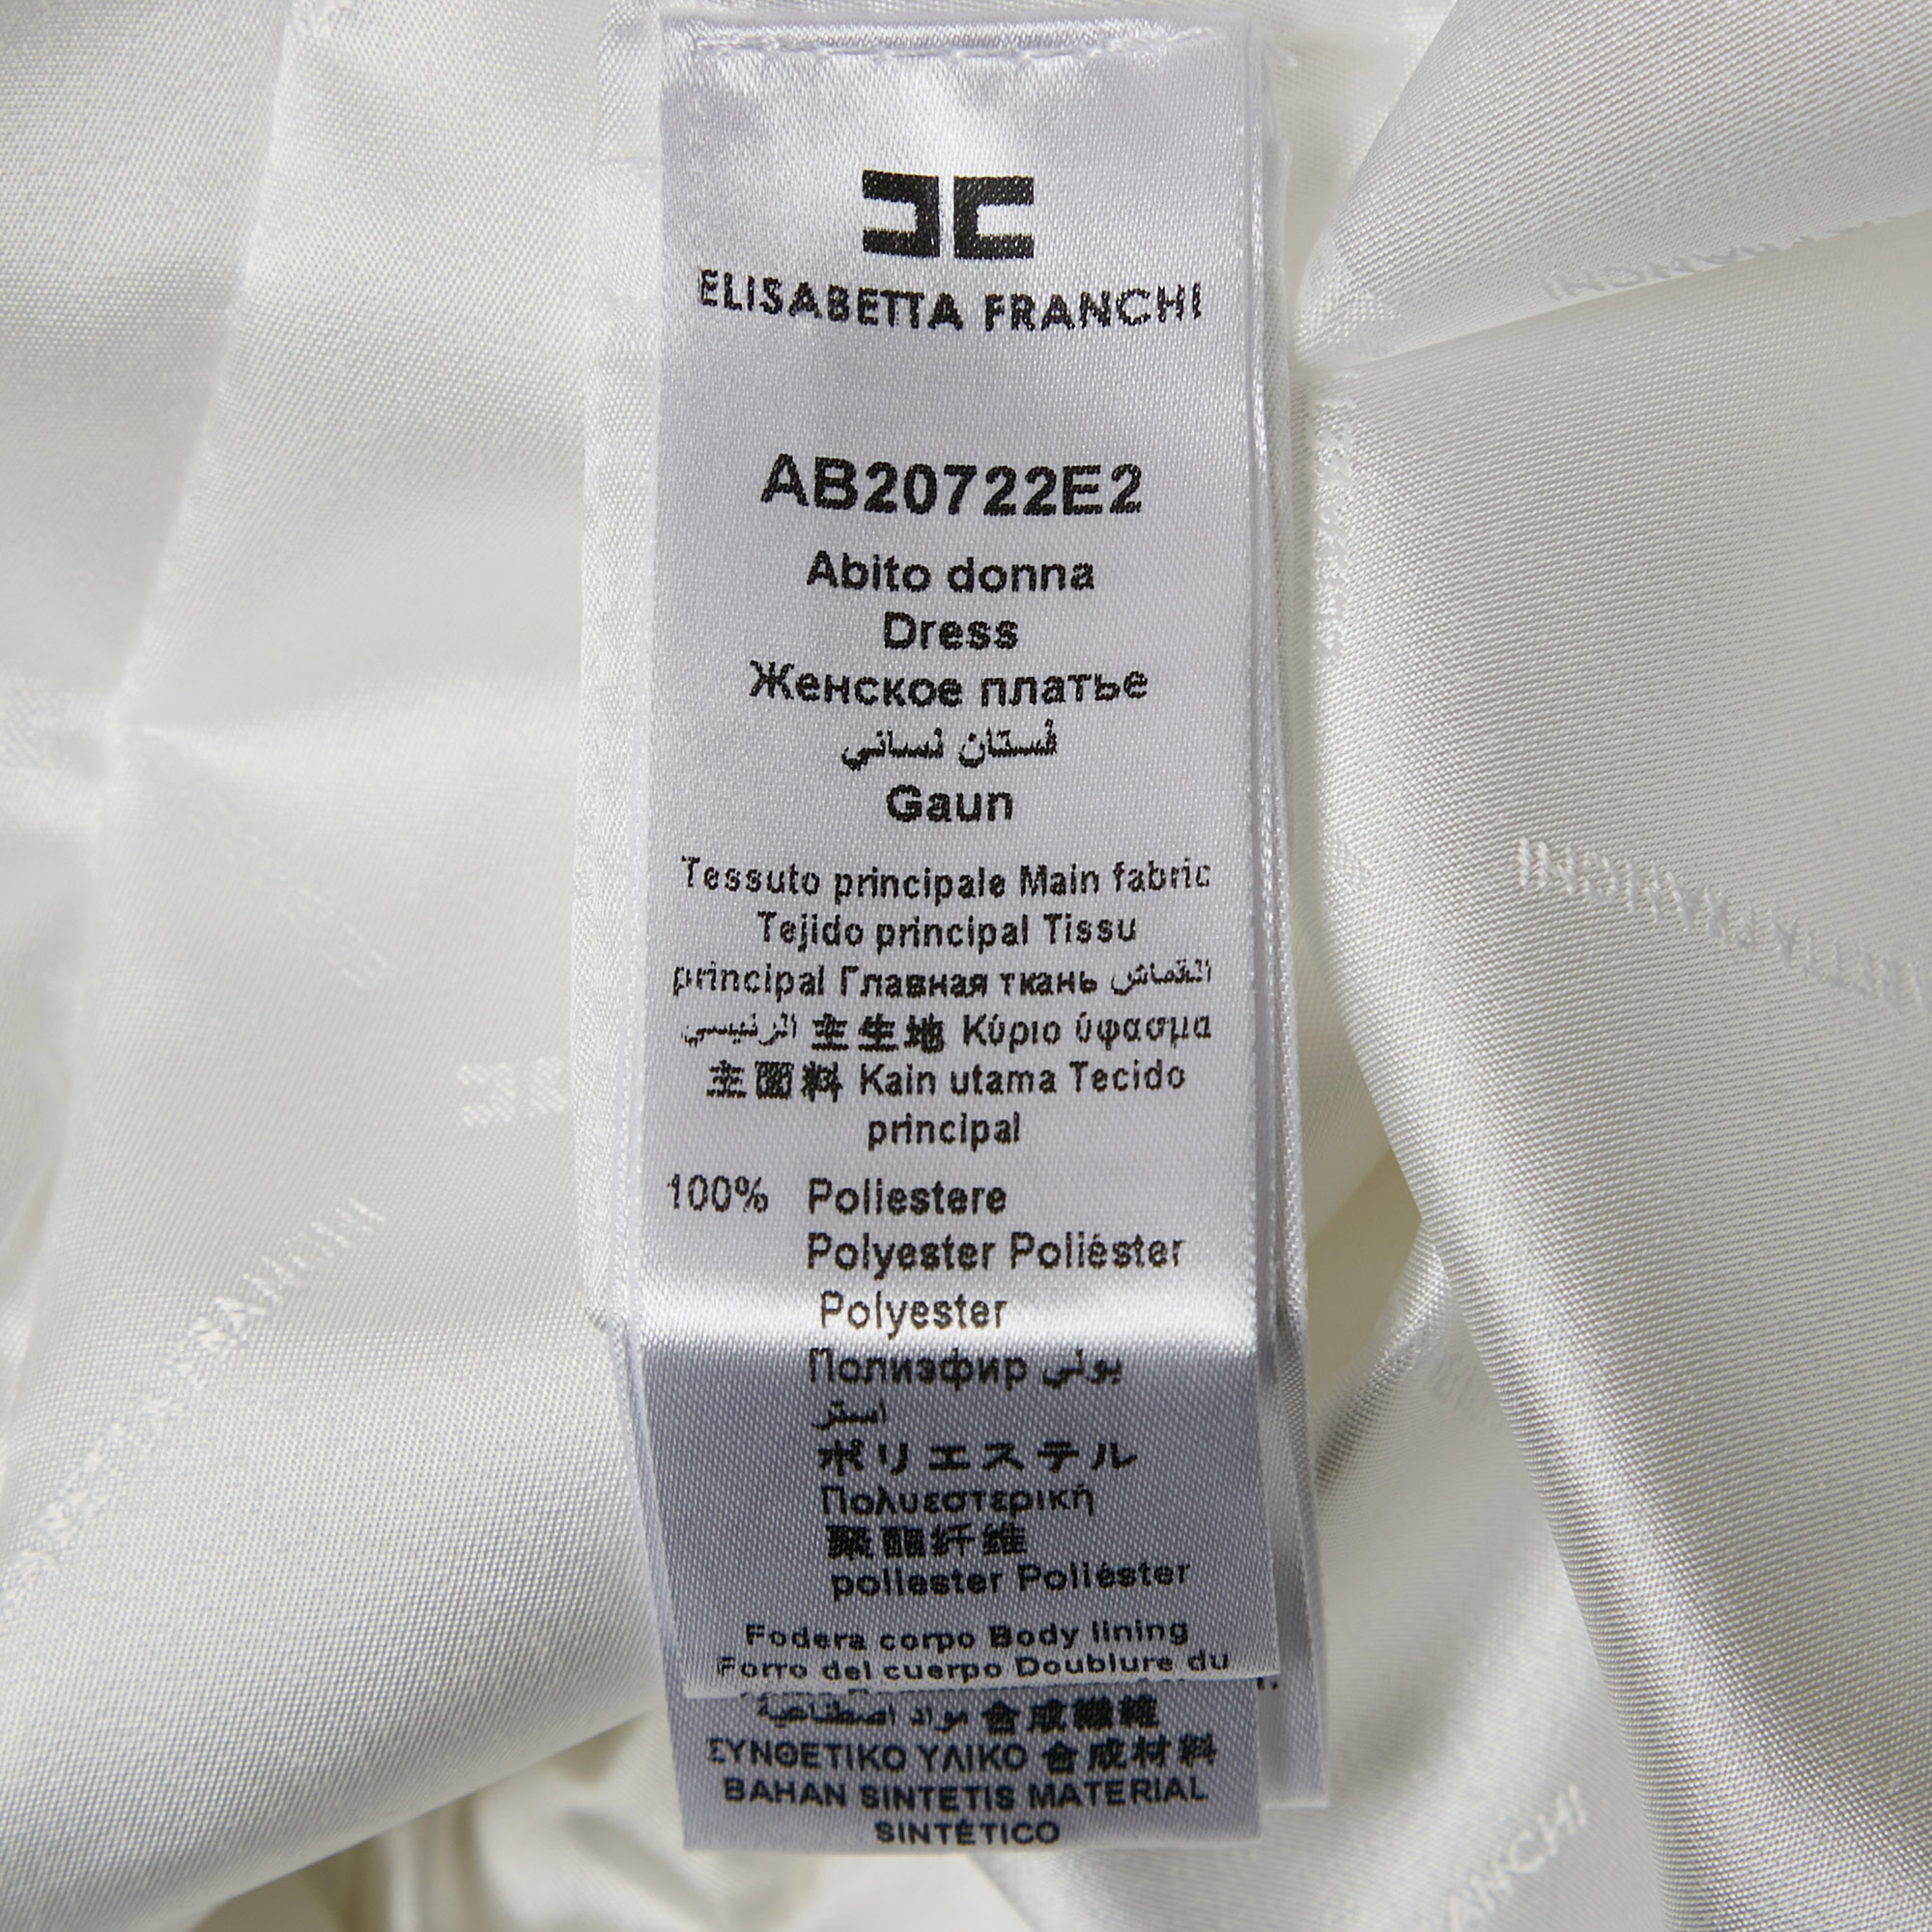 ELISABETTA FRANCHI
AB20722E2
Abito donna
Dress
Женское платье
فستان نسائي
Gaun
Tessuto principale Main fabric
Tejido principal Tissu
principal Главная ткань القماش
الرئيسي 主生地 Κύριο ύφασμα
主面料 Kain utama Tecido
principal
100% Poliestere
Polyester Poliéster
Polyester
Полиэфир بولي
استر
ポリエステル
Πολυεστερική
聚酯纤维
poliester Poliéster
Fodera corpo Body lining
Forro del cuerpo Doublure du
مواد اصطناعية 合成繊維
ΣΥΝΘΕΤΙΚΟ ΥΛΙΚΟ 合成材料
BAHAN SINTETIS MATERIAL
SINTÉTICO
FRANCHI